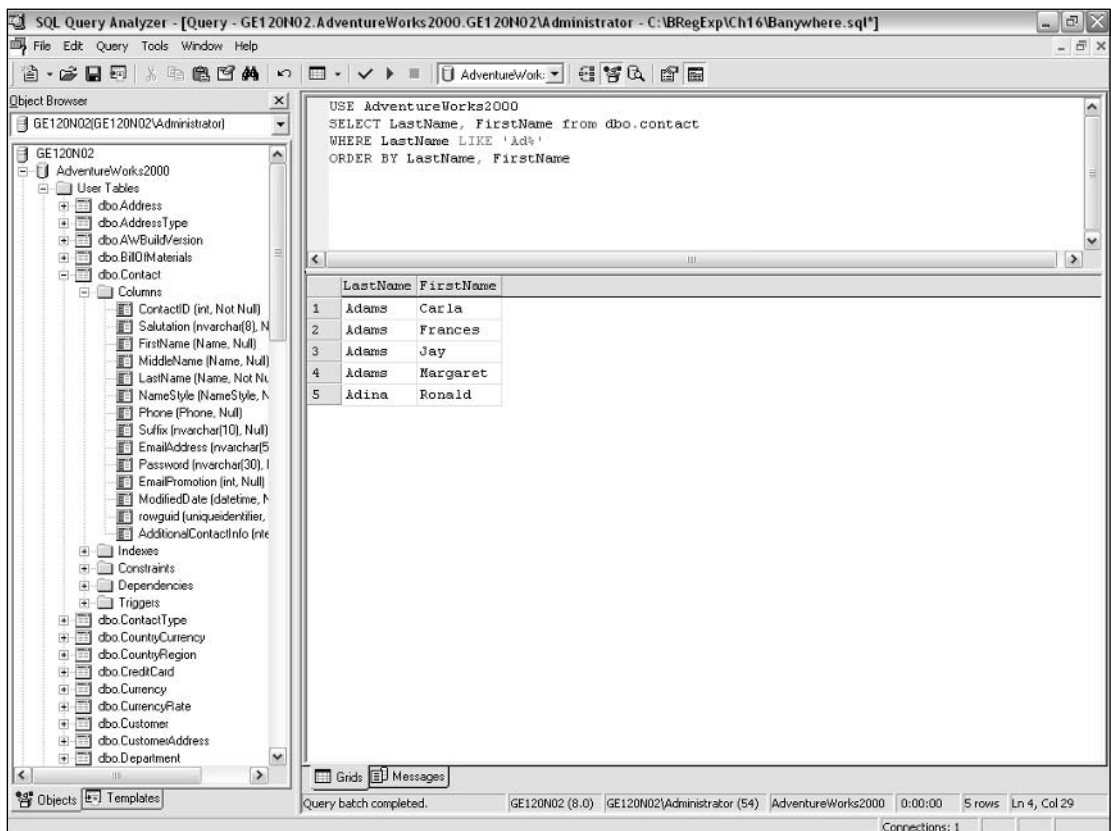 SQL Query Analyzer - [Query - GE120N02.AdventureWorks2000.GE120N02\Administrator - C:\BRegExp\Ch16\Banywhere.sql*]
File Edit Query Tools Window Help
AdventureWork:
Object Browser
GE120N02(GE120N02\Administrator)
GE120N02
AdventureWorks2000
User Tables
dbo.Address
dbo.AddressType
dbo.AWBuildVersion
dbo.BillOfMaterials
dbo.Contact
Columns
ContactID (int, Not Null)
Salutation (nvarchar(8), N
FirstName (Name, Null)
MiddleName (Name, Null)
LastName (Name, Not Nu
NameStyle (NameStyle, N
Phone (Phone, Null)
Suffix (nvarchar(10), Null)
EmailAddress (nvarchar(5
Password (nvarchar(30), I
EmailPromotion (int, Null)
ModifiedDate (datetime, N
rowguid (uniqueidentifier,
AdditionalContactInfo (nte
Indexes
Constraints
Dependencies
Triggers
dbo.ContactType
dbo.CountryCurrency
dbo.CountryRegion
dbo.CreditCard
dbo.Currency
dbo.CurrencyRate
dbo.Customer
dbo.CustomerAddress
dbo.Department
Objects Templates
USE AdventureWorks2000
SELECT LastName, FirstName from dbo.contact
WHERE LastName LIKE 'Ad%'
ORDER BY LastName, FirstName
LastName FirstName
1 Adams Carla
2 Adams Frances
3 Adams Jay
4 Adams Margaret
5 Adina Ronald
Grids Messages
Query batch completed. GE120N02 (8.0) GE120N02\Administrator (54) AdventureWorks2000 0:00:00 5 rows Ln 4, Col 29
Connections: 1